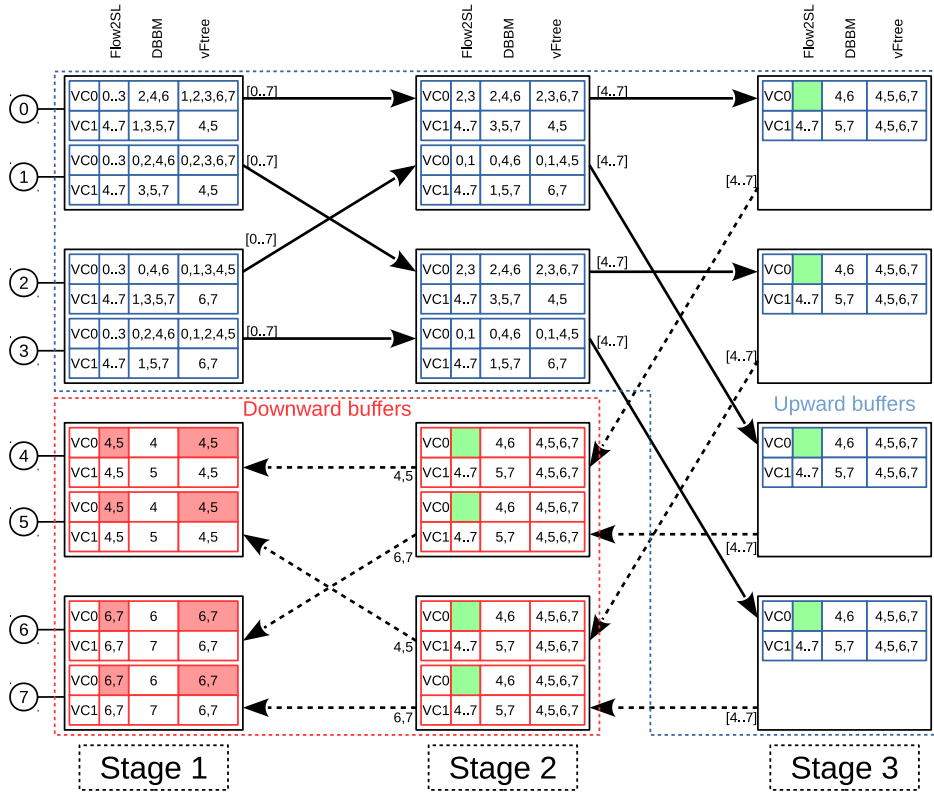 Flow2SL DBBM vFtree Flow2SL DBBM vFtree Flow2SL DBBM vFtree
0 VC0 0..3 2,4,6 1,2,3,6,7 [0..7] VC0 2,3 2,4,6 2,3,6,7 [4..7] VC0 4,6 4,5,6,7
VC1 4..7 1,3,5,7 4,5 VC1 4..7 3,5,7 4,5 VC1 4..7 5,7 4,5,6,7
1 VC0 0..3 0,2,4,6 0,2,3,6,7 [0..7] VC0 0,1 0,4,6 0,1,4,5 [4..7]
VC1 4..7 3,5,7 4,5 VC1 4..7 1,5,7 6,7 [4..7]
[0..7]
2 VC0 0..3 0,4,6 0,1,3,4,5 VC0 2,3 2,4,6 2,3,6,7 [4..7] VC0 4,6 4,5,6,7
VC1 4..7 1,3,5,7 6,7 VC1 4..7 3,5,7 4,5 VC1 4..7 5,7 4,5,6,7
3 VC0 0..3 0,2,4,6 0,1,2,4,5 [0..7] VC0 0,1 0,4,6 0,1,4,5 [4..7]
VC1 4..7 1,5,7 6,7 VC1 4..7 1,5,7 6,7 [4..7]
Downward buffers Upward buffers
4 VC0 4,5 4 4,5 VC0 4,6 4,5,6,7 VC0 4,6 4,5,6,7
VC1 4,5 5 4,5 4,5 VC1 4..7 5,7 4,5,6,7 VC1 4..7 5,7 4,5,6,7
5 VC0 4,5 4 4,5 VC0 4,6 4,5,6,7
VC1 4,5 5 4,5 6,7 VC1 4..7 5,7 4,5,6,7 [4..7]
6 VC0 6,7 6 6,7 VC0 4,6 4,5,6,7 VC0 4,6 4,5,6,7
VC1 6,7 7 6,7 4,5 VC1 4..7 5,7 4,5,6,7 VC1 4..7 5,7 4,5,6,7
7 VC0 6,7 6 6,7 VC0 4,6 4,5,6,7
VC1 6,7 7 6,7 6,7 VC1 4..7 5,7 4,5,6,7 [4..7]
Stage 1 Stage 2 Stage 3